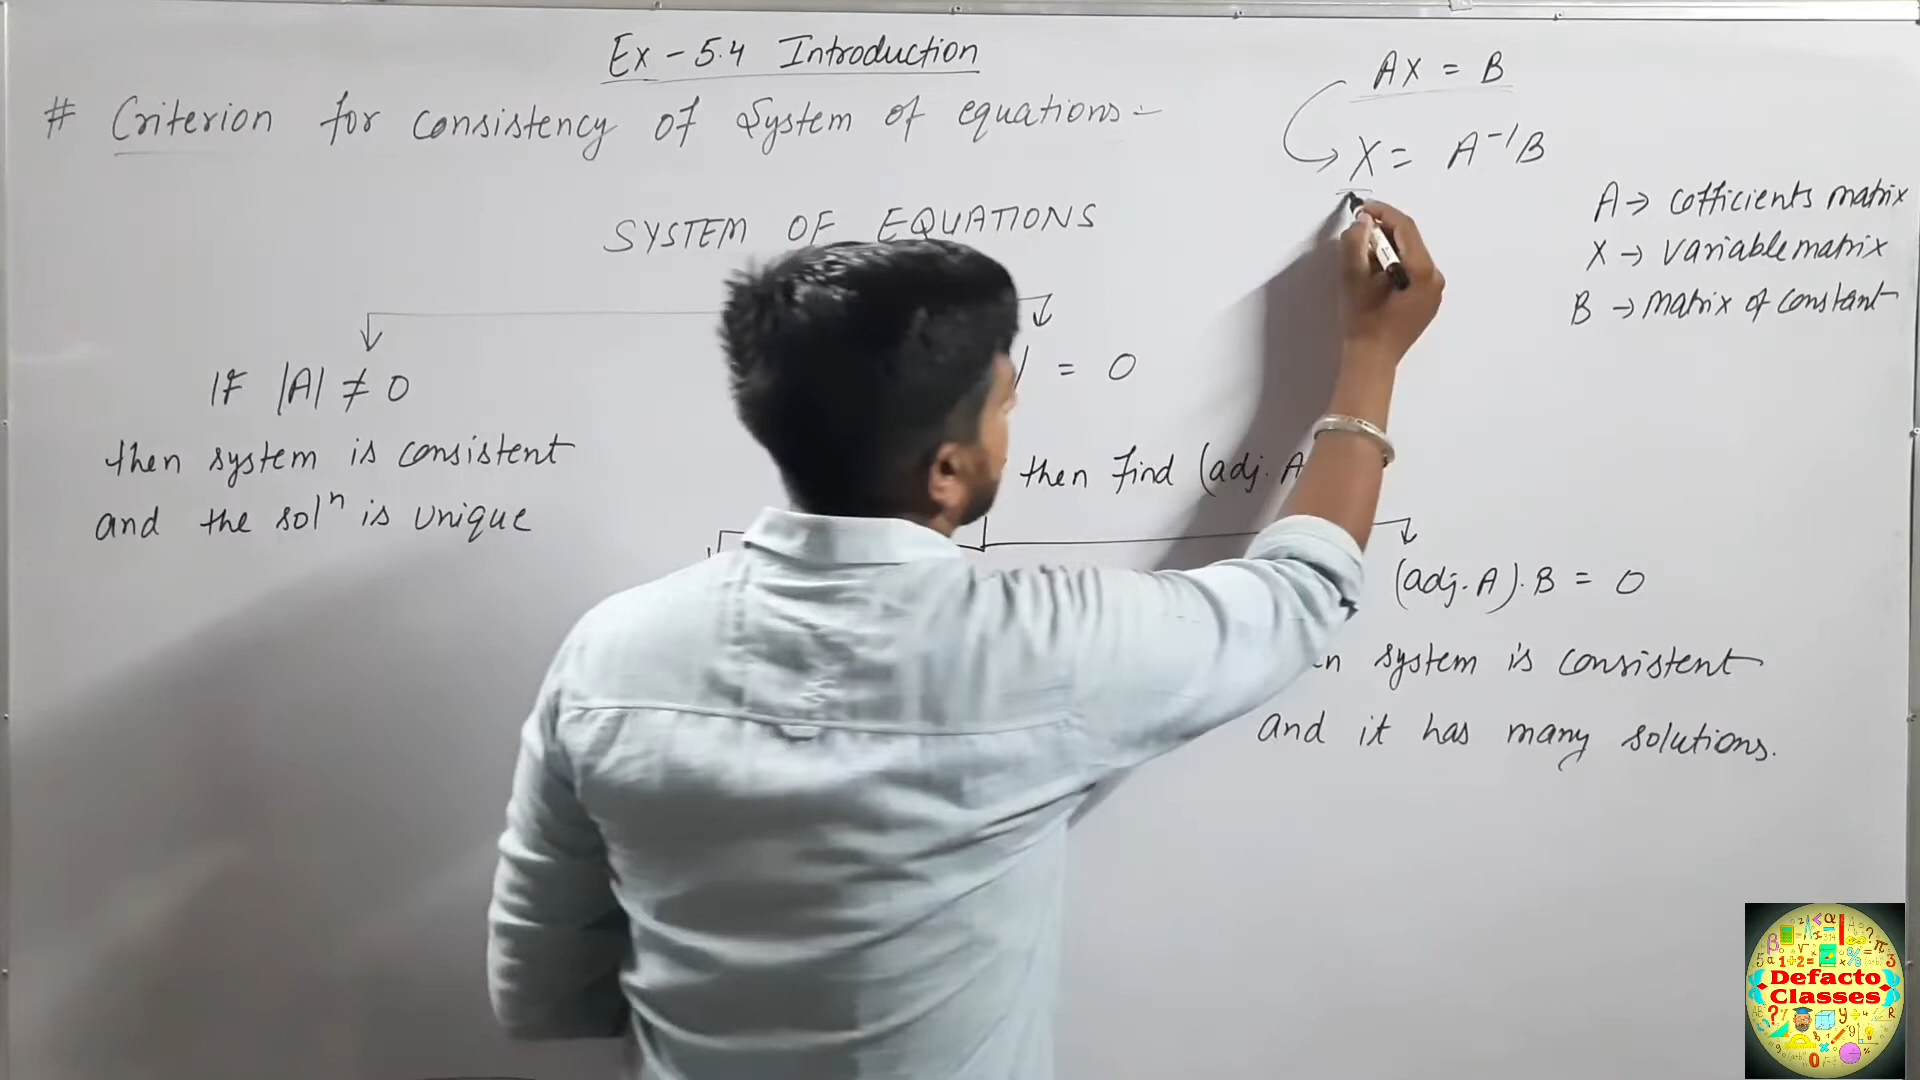 Ex - 5.4 Introduction
# Criterion for consistency of System of equations:-
AX = B
X = A⁻¹B
A → cofficients matrix
X → variable matrix
B → matrix of constant
SYSTEM OF EQUATIONS
IF |A| ≠ 0
then system is consistent
and the solⁿ is unique
| = 0
then find (adj. A
(adj. A). B = 0
n system is consistent
and it has many solutions.
Defacto
Classes